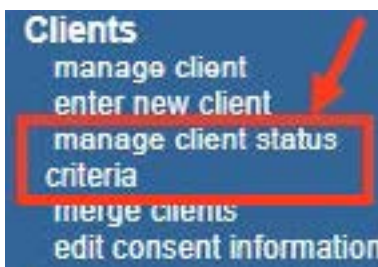 Clients
manage client
enter new client
manage client status
criteria
merge clients
edit consent information